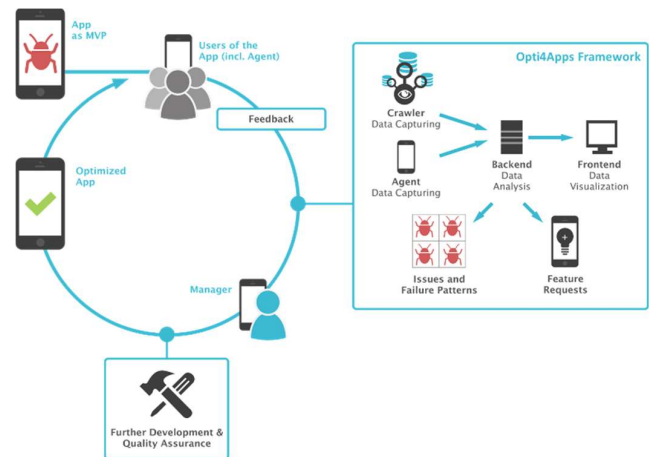 App
as MVP
Users of the
App (incl. Agent)
Feedback
Optimized
App
Manager
Further Development &
Quality Assurance
Opti4Apps Framework
Crawler
Data Capturing
Agent
Data Capturing
Backend
Data
Analysis
Frontend
Data
Visualization
Issues and
Failure Patterns
Feature
Requests